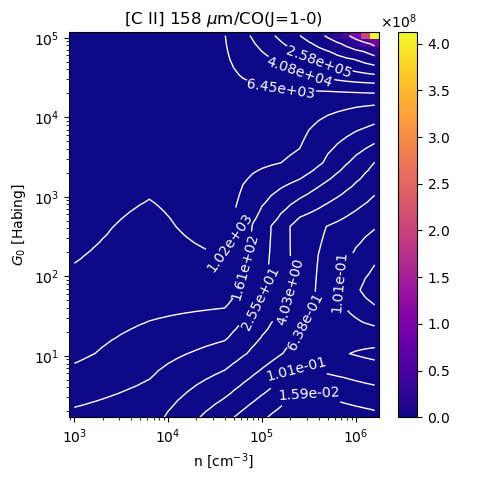 [C II] 158 μm/CO(J=1-0)
×10⁸
10⁵
10⁴
10³
10²
10¹
G₀ [Habing]
2.58e+05
4.08e+04
6.45e+03
1.02e+03
1.61e+02
2.55e+01
4.03e+00
6.38e-01
1.01e-01
1.01e-01
1.59e-02
10³
10⁴
10⁵
10⁶
n [cm⁻³]
4.0
3.5
3.0
2.5
2.0
1.5
1.0
0.5
0.0